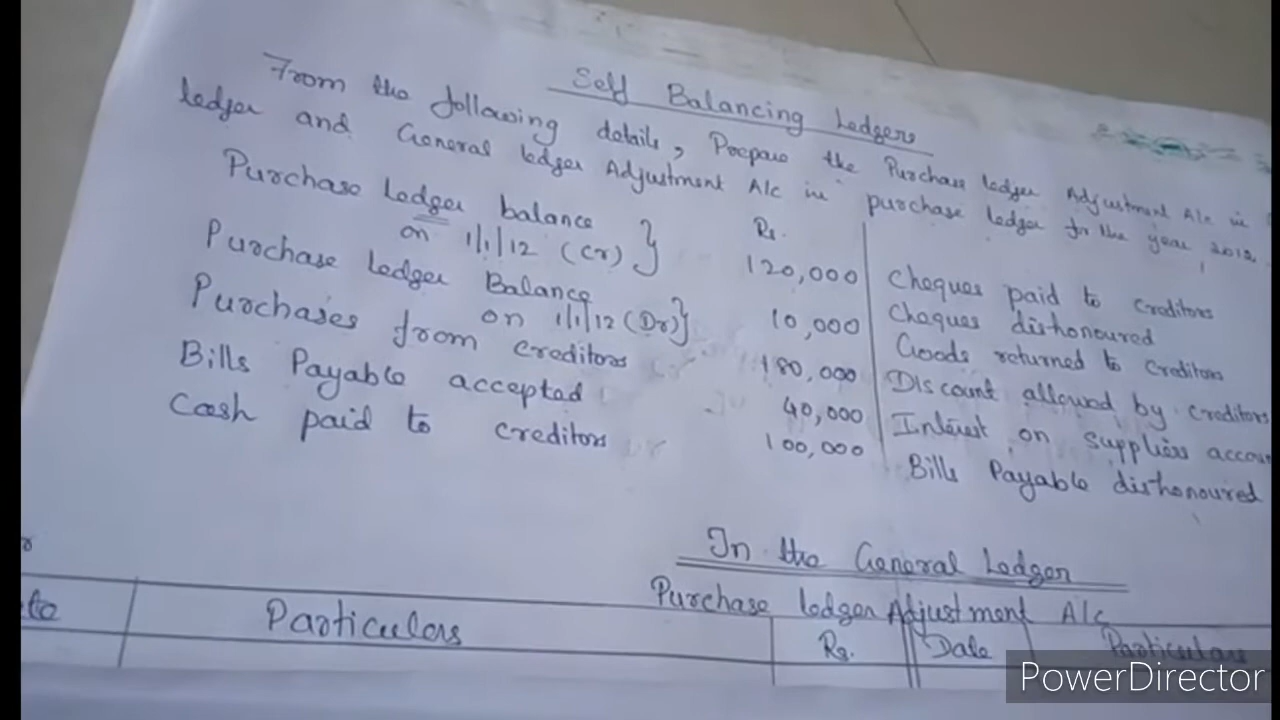 Self Balancing Ledgers
From the following details, Prepare the Purchase ledger Adjustment A/c in
ledger and General ledger Adjustment A/c in purchase ledger for the year 2012.
Rs.
Purchase Ledger balance
on 1/1/12 (Cr) } 120,000
Purchase Ledger Balance
on 1/1/12 (Dr) } 10,000
Purchases from creditors 180,000
Bills Payable accepted 40,000
Cash paid to creditors 100,000
Cheques paid to creditors
Cheques dishonoured
Goods returned to creditors
Discount allowed by creditors
Interest on suppliers
Bills Payable dishonoured
In the General Ledger
Purchase ledger Adjustment A/c
Particulars Rs. Date Particulars
PowerDirector